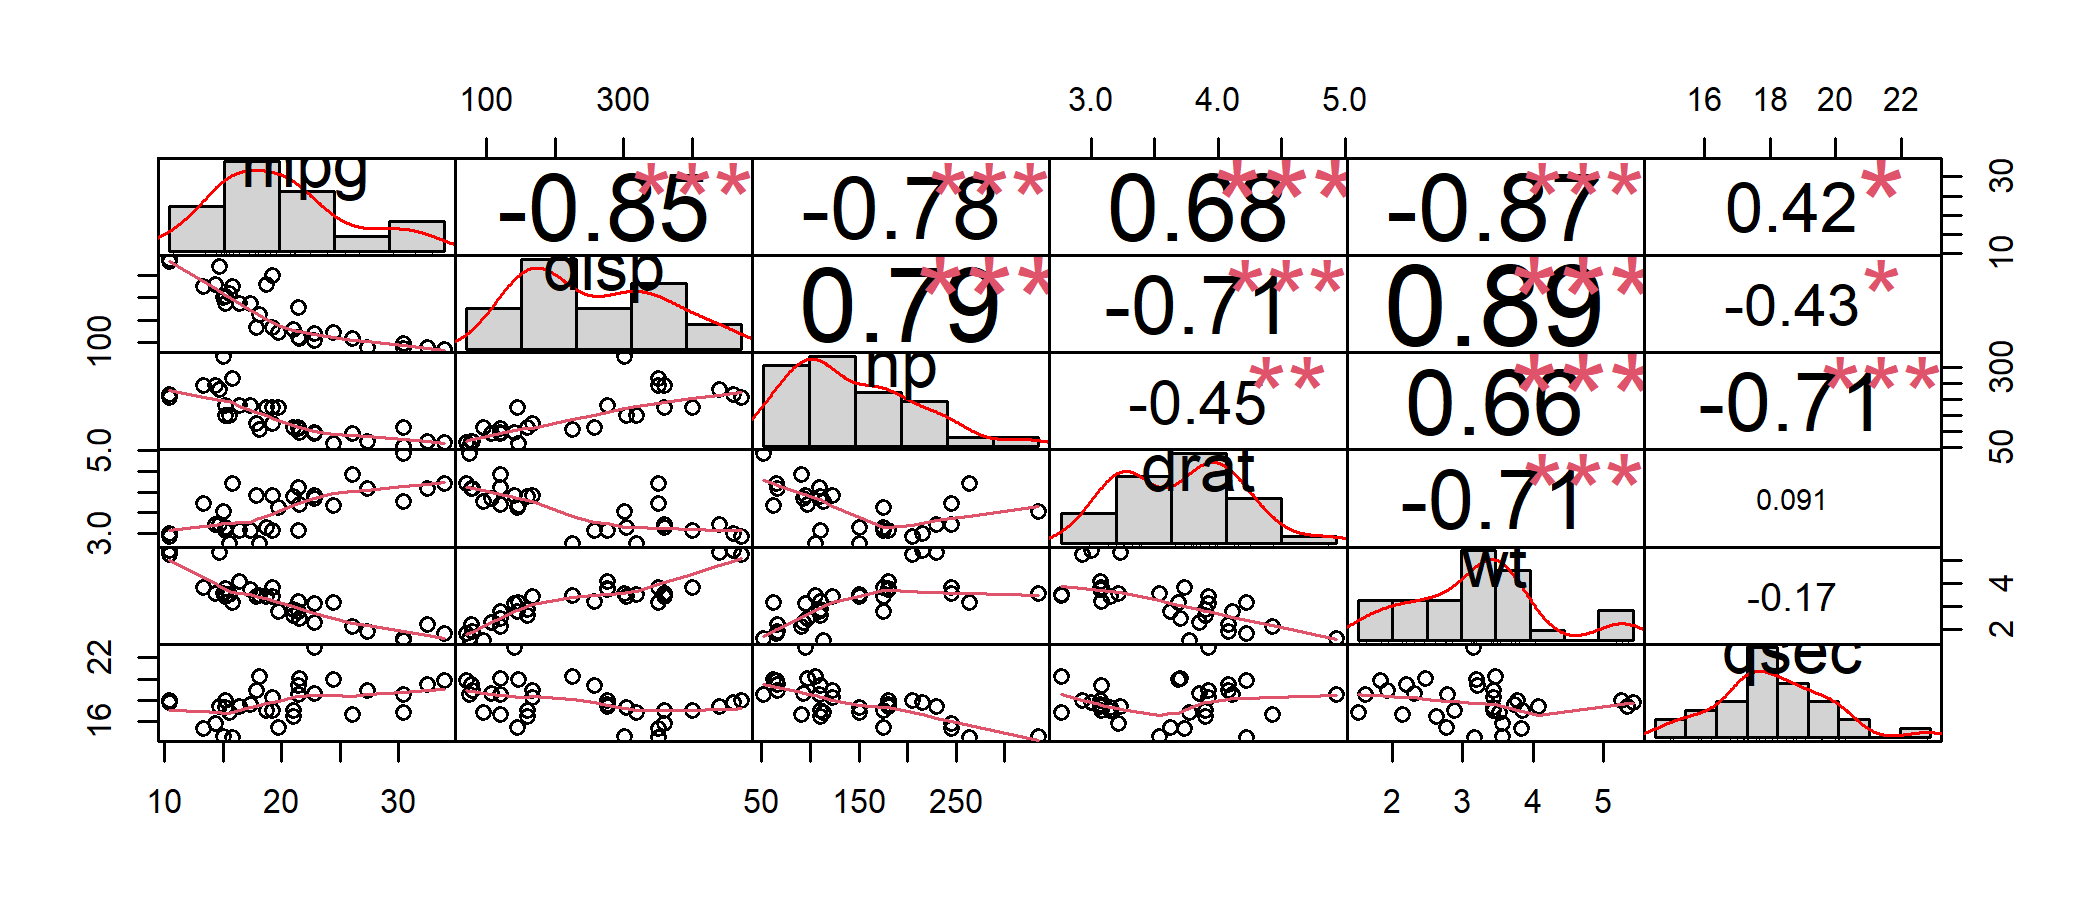 100 300 3.0 4.0 5.0 16 18 20 22
mpg -0.85 *** -0.78 *** 0.68 *** -0.87 *** 0.42 * 10 30
disp 0.79 *** -0.71 *** 0.89 *** -0.43 *
100
hp -0.45 ** 0.66 *** -0.71 *** 50 300
3.0 5.0 drat -0.71 *** 0.091
wt -0.17 2 4
16 22 qsec
10 20 30 50 150 250 2 3 4 5